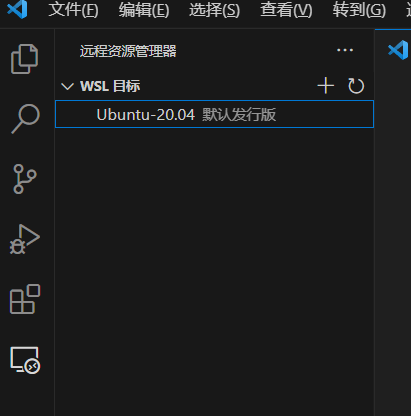 文件(F) 编辑(E) 选择(S) 查看(V) 转到(G)
远程资源管理器 ...
WSL 目标
Ubuntu-20.04 默认发行版